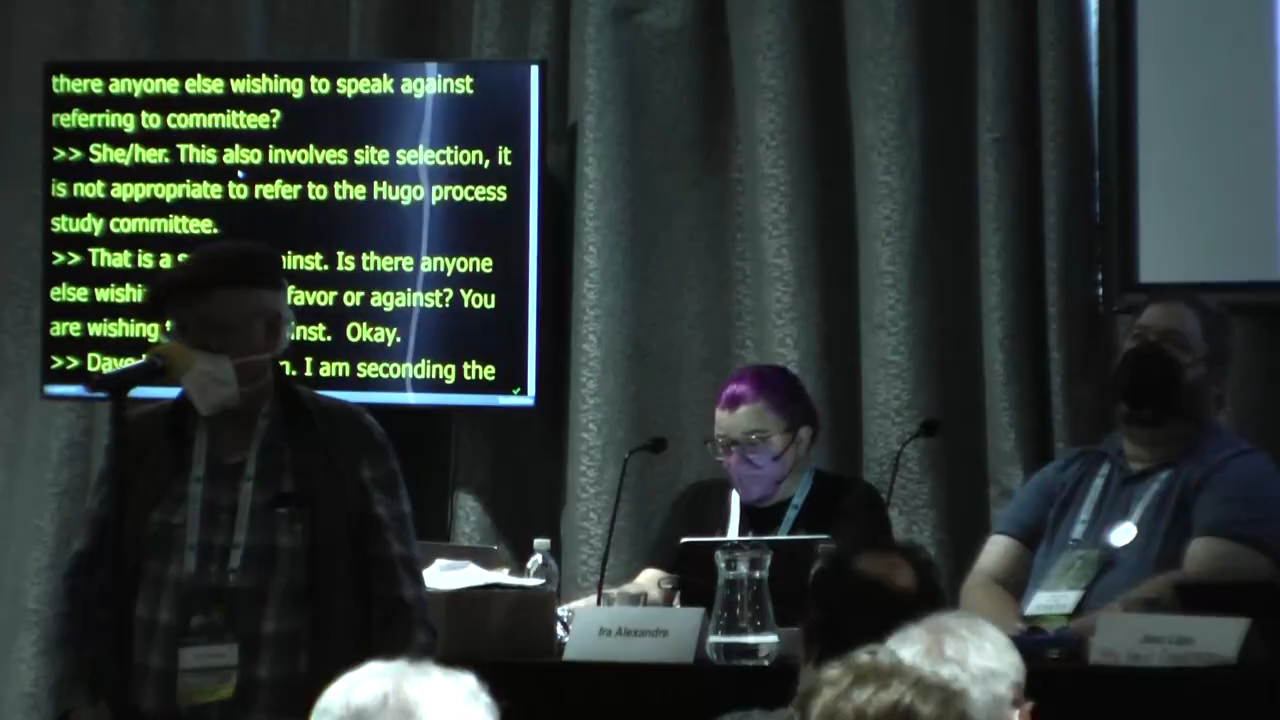 there anyone else wishing to speak against
referring to committee?
>> She/her. This also involves site selection, it
is not appropriate to refer to the Hugo process
study committee.
>> That is a inst. Is there anyone
else favor or against? You
are wishing inst. Okay.
>> Dave I am seconding the
Ira Alexandre